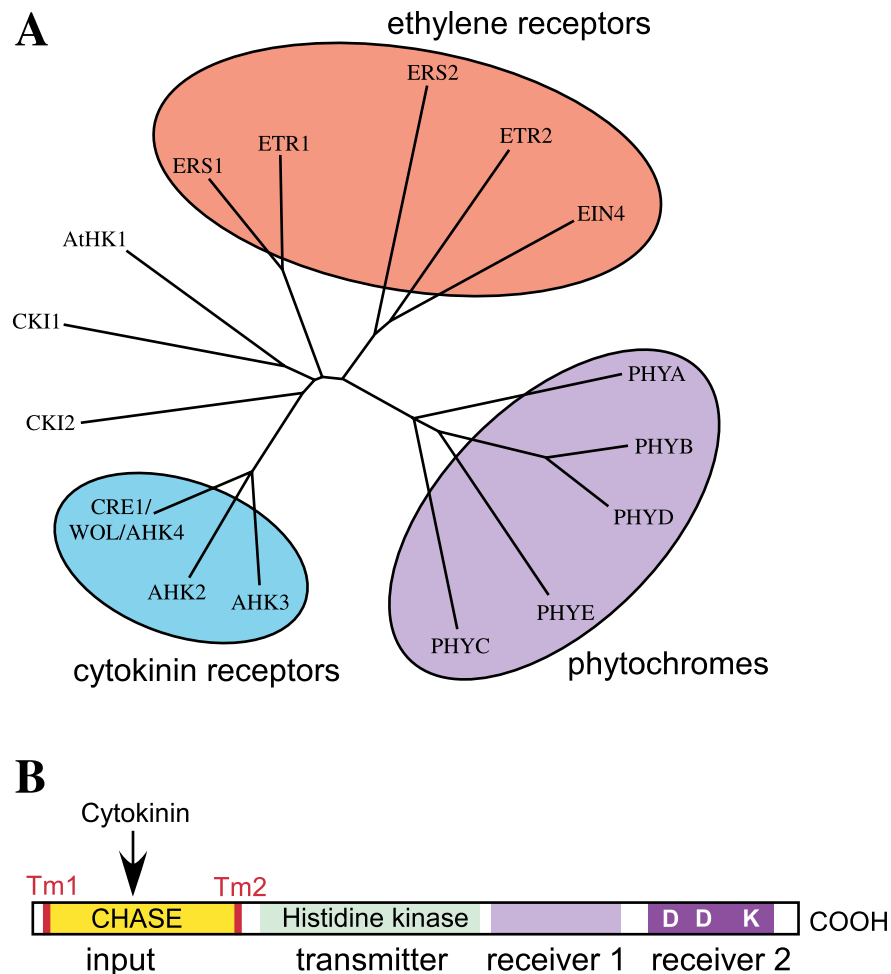 A
ethylene receptors
ERS2
ETR1
ETR2
ERS1
EIN4
AtHK1
CKI1
PHYA
CKI2
PHYB
CRE1/
WOL/AHK4
PHYD
AHK2
AHK3
PHYE
PHYC
cytokinin receptors
phytochromes
B
Cytokinin
Tm1
Tm2
CHASE
Histidine kinase
D D K
COOH
input
transmitter
receiver 1
receiver 2